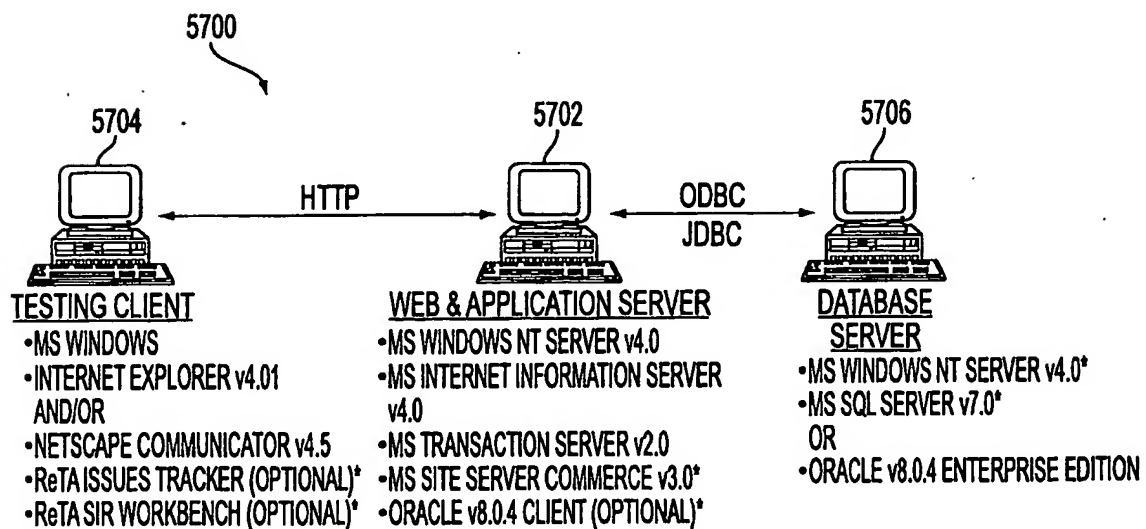 5700
5704
5702
5706
HTTP
ODBC
JDBC
TESTING CLIENT
•MS WINDOWS
•INTERNET EXPLORER v4.01
AND/OR
•NETSCAPE COMMUNICATOR v4.5
•ReTA ISSUES TRACKER (OPTIONAL)*
•ReTA SIR WORKBENCH (OPTIONAL)*
WEB & APPLICATION SERVER
•MS WINDOWS NT SERVER v4.0
•MS INTERNET INFORMATION SERVER
v4.0
•MS TRANSACTION SERVER v2.0
•MS SITE SERVER COMMERCE v3.0*
•ORACLE v8.0.4 CLIENT (OPTIONAL)*
DATABASE
SERVER
•MS WINDOWS NT SERVER v4.0*
•MS SQL SERVER v7.0*
OR
•ORACLE v8.0.4 ENTERPRISE EDITION